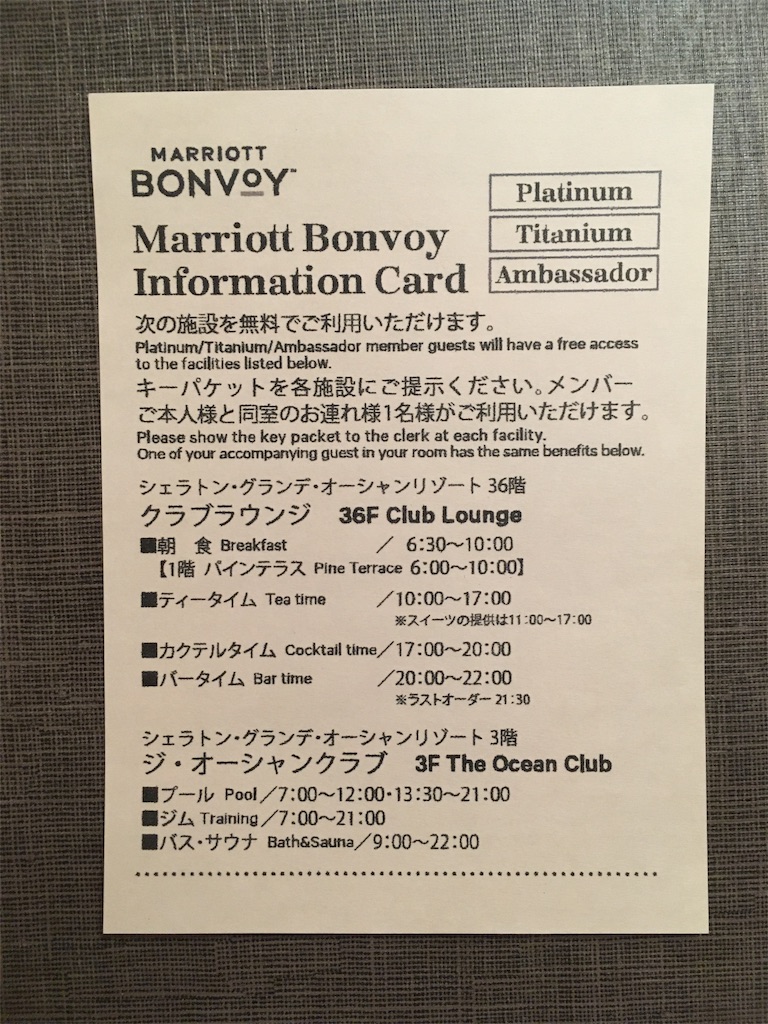 MARRIOTT
BONVOY™
Platinum
Titanium
Ambassador
Marriott Bonvoy
Information Card
次の施設を無料でご利用いただけます。
Platinum/Titanium/Ambassador member guests will have a free access
to the facilities listed below.
キーパケットを各施設にご提示ください。メンバー
ご本人様と同室のお連れ様1名様がご利用いただけます。
Please show the key packet to the clerk at each facility.
One of your accompanying guest in your room has the same benefits below.
シェラトン・グランデ・オーシャンリゾート 36階
クラブラウンジ 36F Club Lounge
■朝 食 Breakfast ／ 6:30〜10:00
【1階 パインテラス Pine Terrace 6:00〜10:00】
■ティータイム Tea time ／10:00〜17:00
※スイーツの提供は11:00〜17:00
■カクテルタイム Cocktail time／17:00〜20:00
■バータイム Bar time ／20:00〜22:00
※ラストオーダー 21:30
シェラトン・グランデ・オーシャンリゾート 3階
ジ・オーシャンクラブ 3F The Ocean Club
■プール Pool／7:00〜12:00・13:30〜21:00
■ジム Training／7:00〜21:00
■バス・サウナ Bath&Sauna／9:00〜22:00